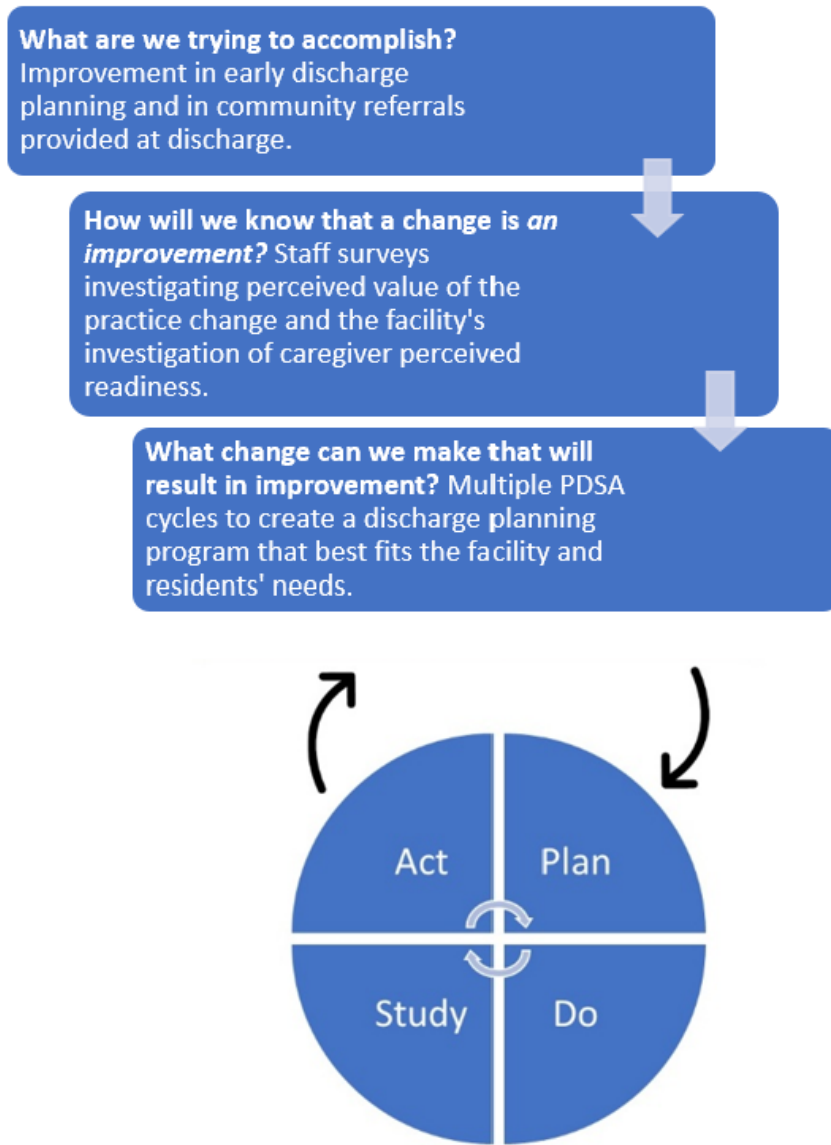 What are we trying to accomplish?
Improvement in early discharge
planning and in community referrals
provided at discharge.
How will we know that a change is an
improvement? Staff surveys
investigating perceived value of the
practice change and the facility's
investigation of caregiver perceived
readiness.
What change can we make that will
result in improvement? Multiple PDSA
cycles to create a discharge planning
program that best fits the facility and
residents' needs.
Act
Plan
Study
Do